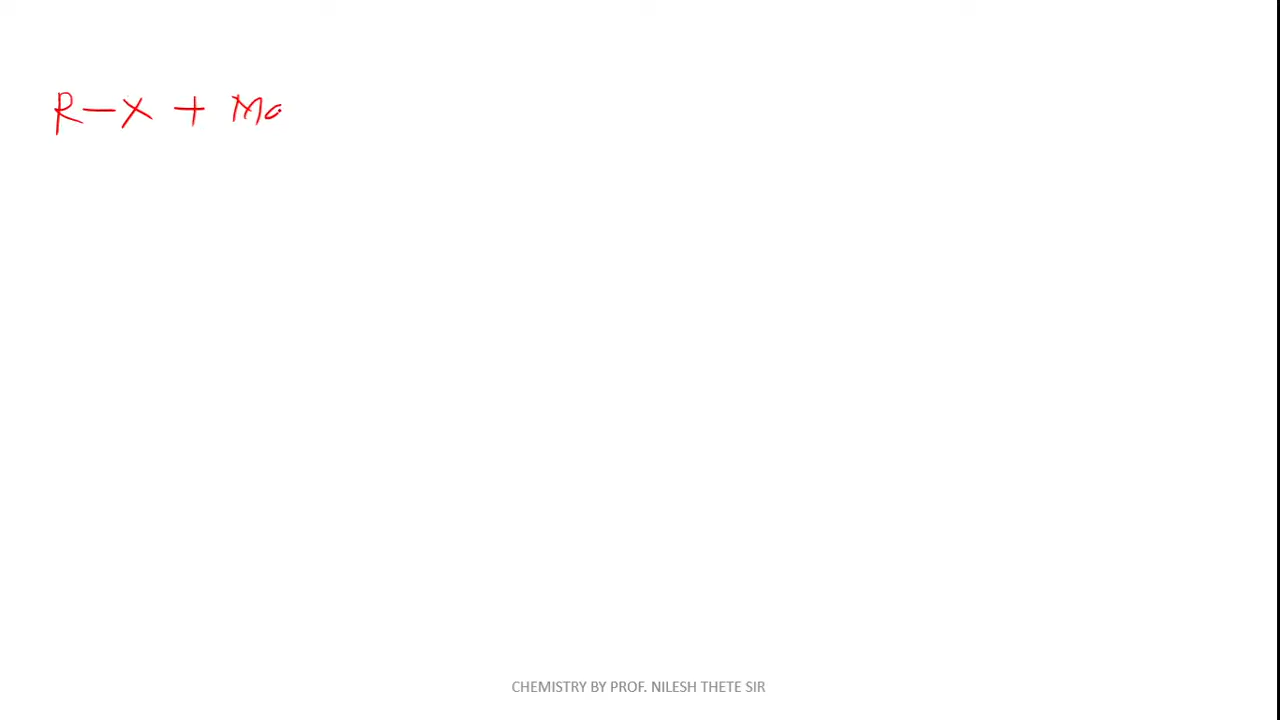 R-X + Mg
CHEMISTRY BY PROF. NILESH THETE SIR